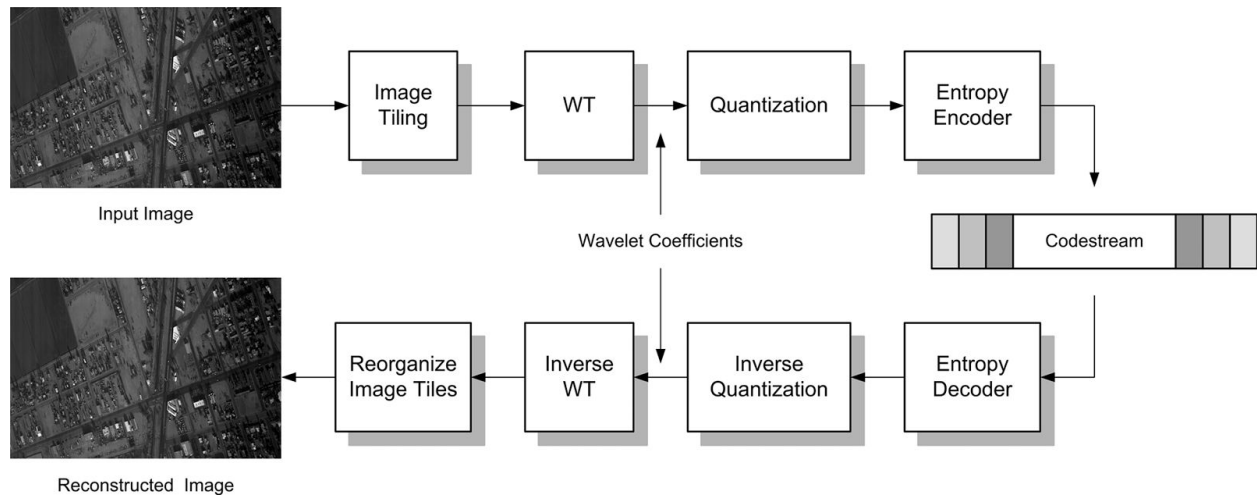 Image
Tiling
WT
Quantization
Entropy
Encoder
Input Image
Wavelet Coefficients
Codestream
Reorganize
Image Tiles
Inverse
WT
Inverse
Quantization
Entropy
Decoder
Reconstructed Image